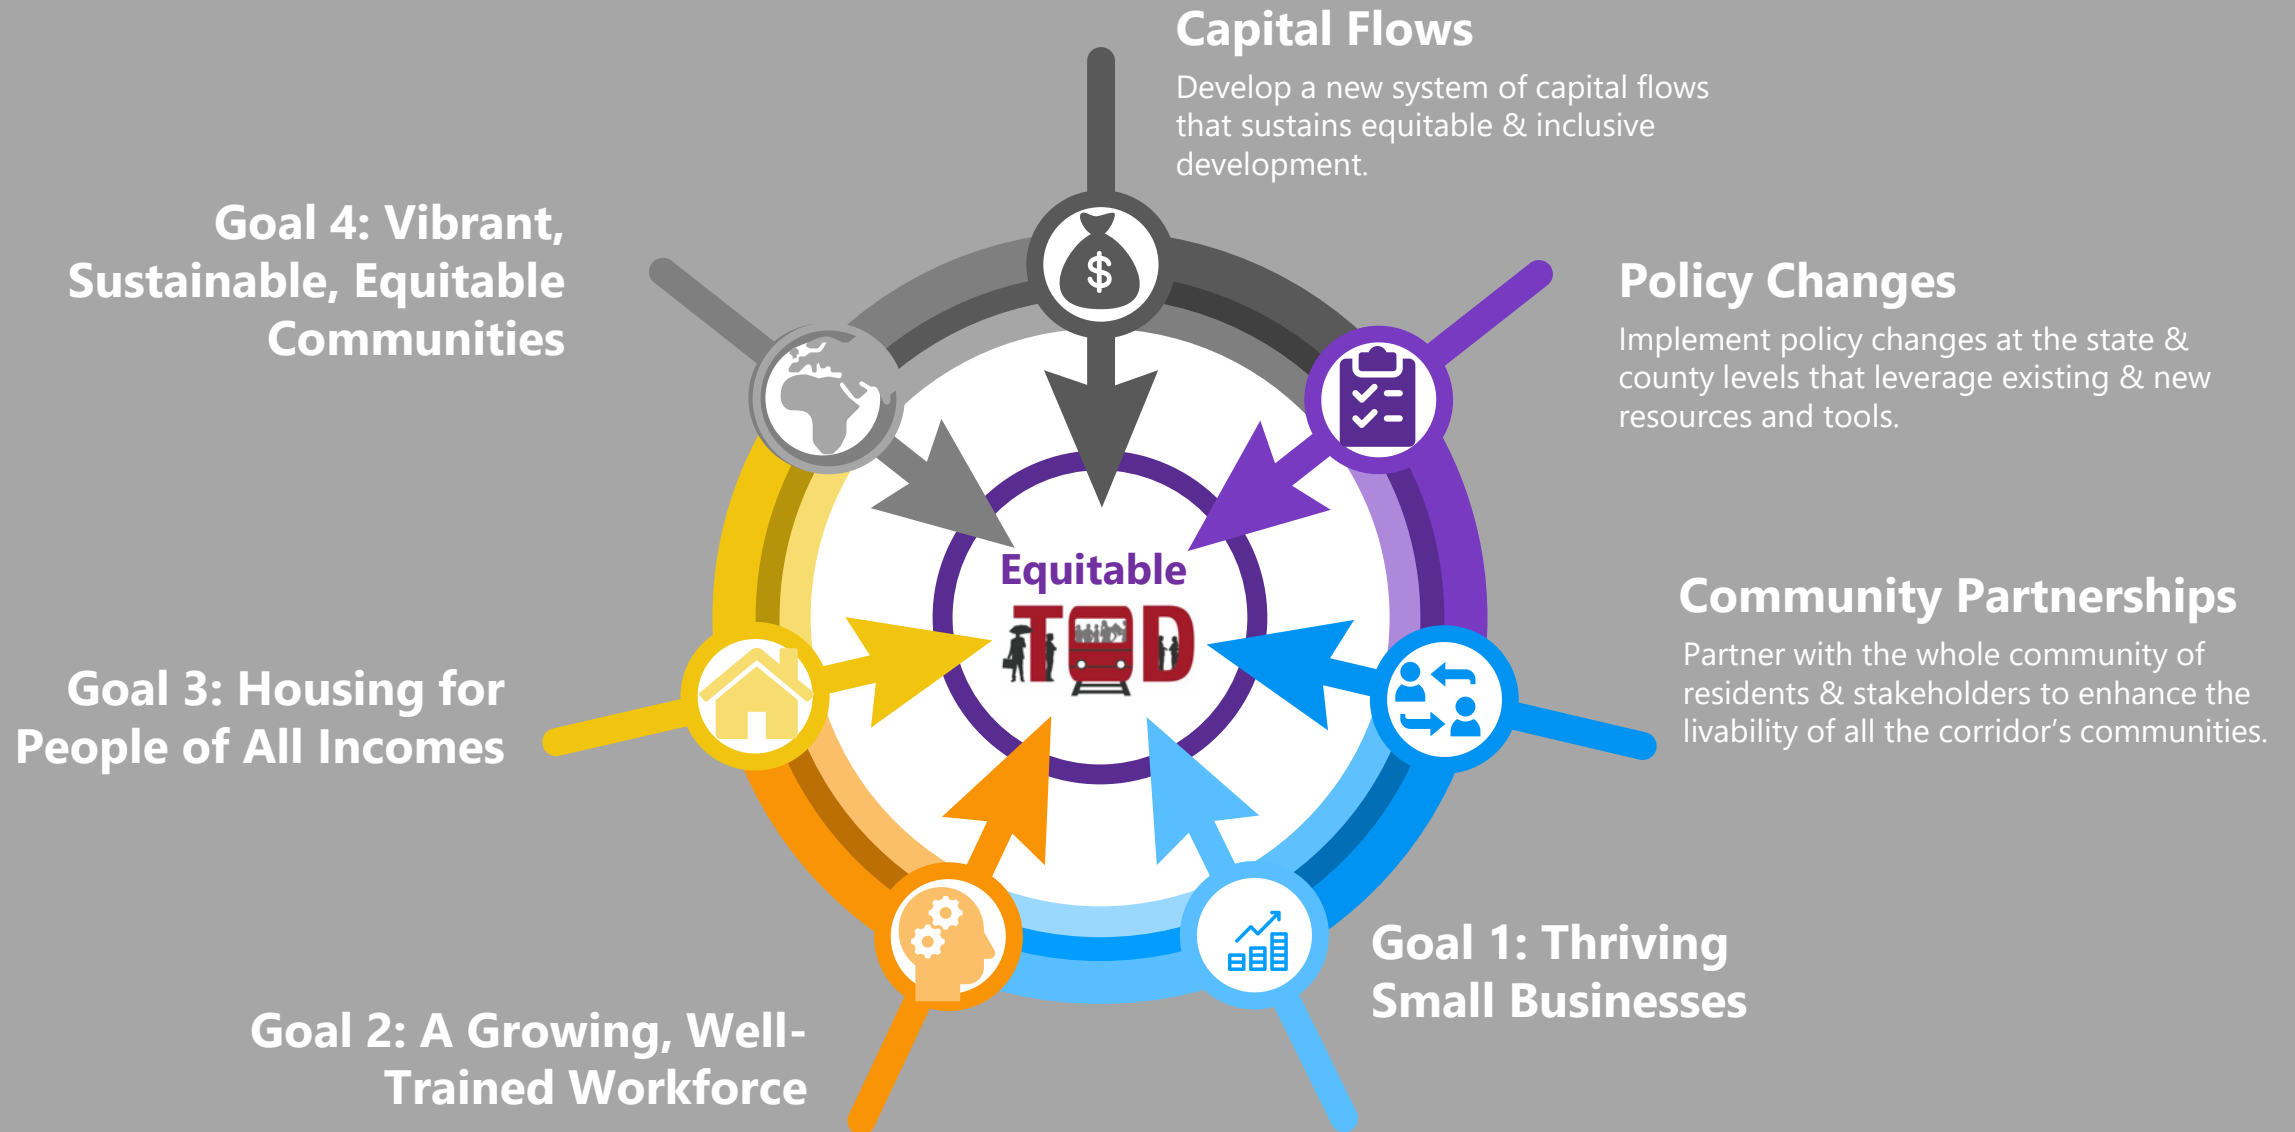 Capital Flows
Develop a new system of capital flows
that sustains equitable & inclusive
development.
Goal 4: Vibrant,
Sustainable, Equitable
Communities
$
Policy Changes
Implement policy changes at the state &
county levels that leverage existing & new
resources and tools.
Equitable
TOD
Community Partnerships
Partner with the whole community of
residents & stakeholders to enhance the
livability of all the corridor’s communities.
Goal 3: Housing for
People of All Incomes
Goal 1: Thriving
Small Businesses
Goal 2: A Growing, Well-
Trained Workforce